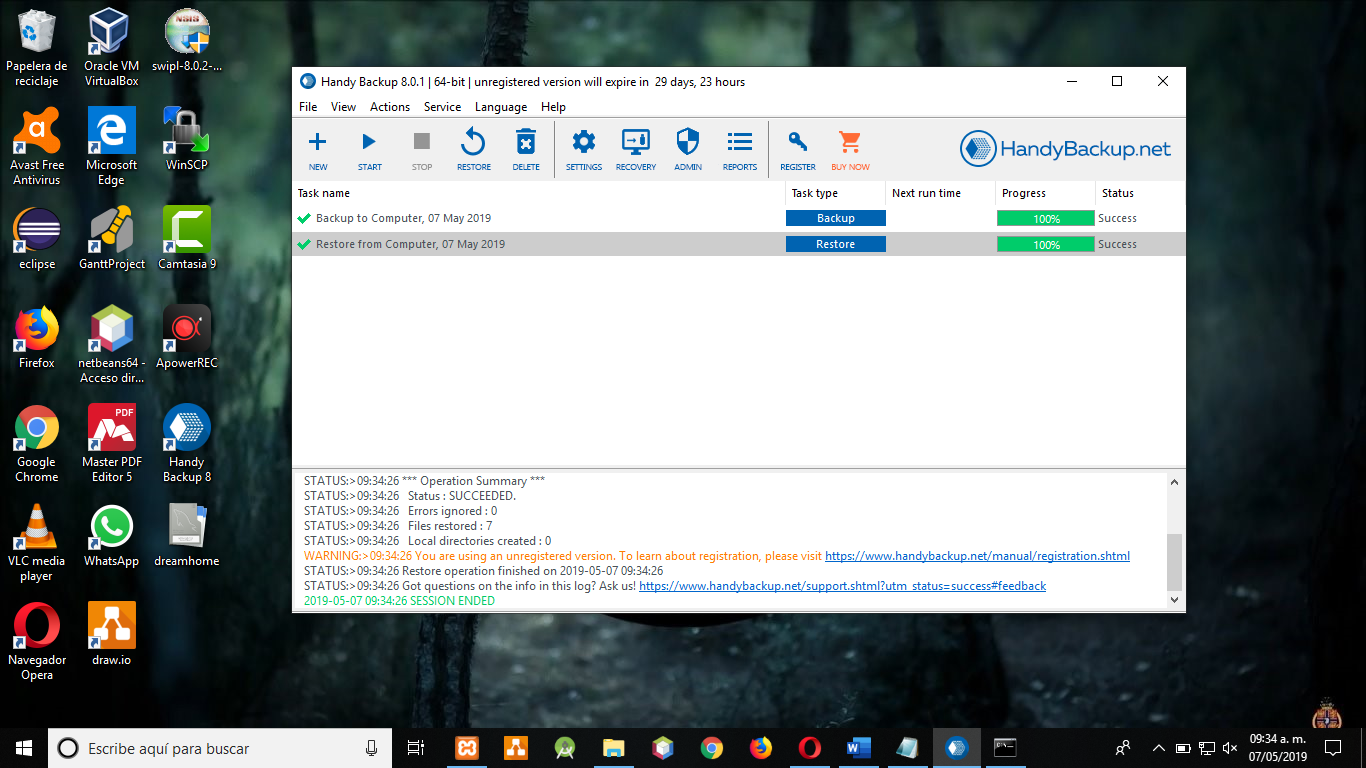 Papelera de
reciclaje
Oracle VM
VirtualBox
NSIS
swipl-8.0.2-...
Avast Free
Antivirus
Microsoft
Edge
WinSCP
eclipse
GanttProject
Camtasia 9
Firefox
netbeans64 -
Acceso dir...
ApowerREC
Google
Chrome
PDF
Master PDF
Editor 5
Handy
Backup 8
VLC media
player
WhatsApp
dreamhome
Navegador
Opera
draw.io
Handy Backup 8.0.1 | 64-bit | unregistered version will expire in 29 days, 23 hours
File View Actions Service Language Help
NEW START STOP RESTORE DELETE SETTINGS RECOVERY ADMIN REPORTS REGISTER BUY NOW
HandyBackup.net
Task name Task type Next run time Progress Status
Backup to Computer, 07 May 2019 Backup 100% Success
Restore from Computer, 07 May 2019 Restore 100% Success
STATUS:>09:34:26 *** Operation Summary ***
STATUS:>09:34:26 Status : SUCCEEDED.
STATUS:>09:34:26 Errors ignored : 0
STATUS:>09:34:26 Files restored : 7
STATUS:>09:34:26 Local directories created : 0
WARNING:>09:34:26 You are using an unregistered version. To learn about registration, please visit https://www.handybackup.net/manual/registration.shtml
STATUS:>09:34:26 Restore operation finished on 2019-05-07 09:34:26
STATUS:>09:34:26 Got questions on the info in this log? Ask us! https://www.handybackup.net/support.shtml?utm_status=success#feedback
2019-05-07 09:34:26 SESSION ENDED
Escribe aquí para buscar
09:34 a. m.
07/05/2019